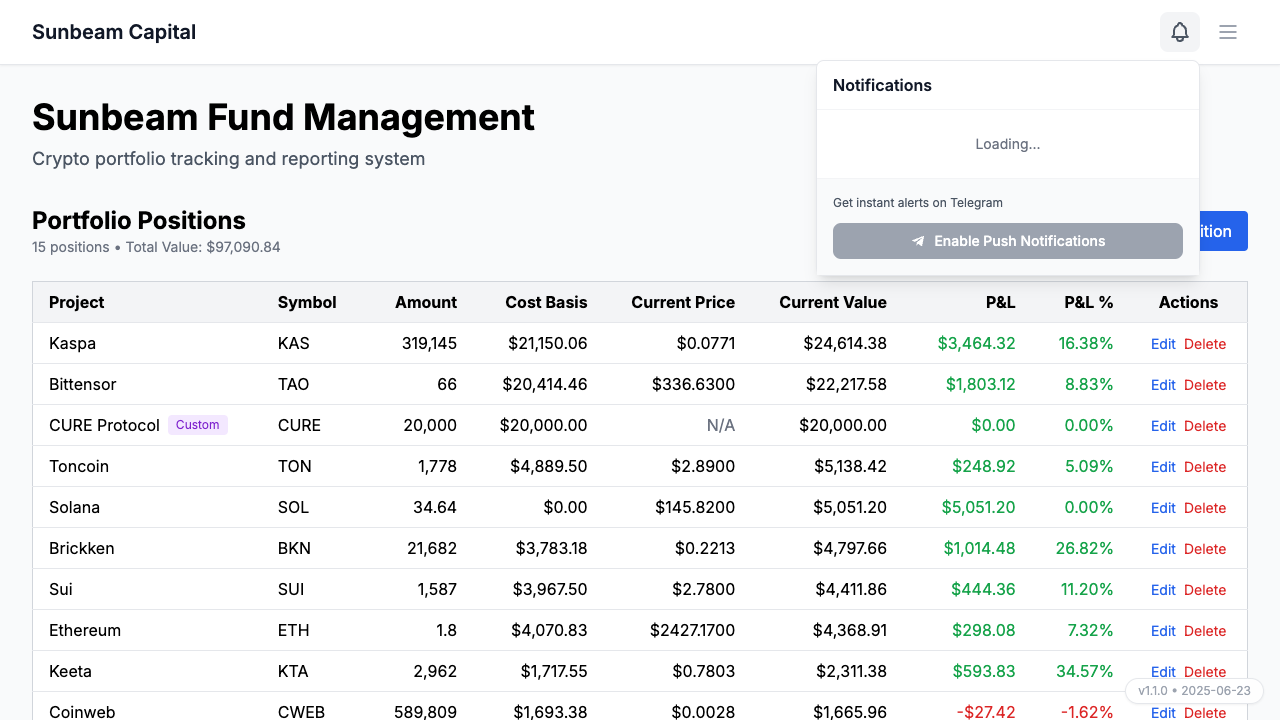 Sunbeam Capital
Notifications
Loading...
Get instant alerts on Telegram
Enable Push Notifications
Sunbeam Fund Management
Crypto portfolio tracking and reporting system
Portfolio Positions
15 positions • Total Value: $97,090.84
ition
Project Symbol Amount Cost Basis Current Price Current Value P&L P&L % Actions
Kaspa KAS 319,145 $21,150.06 $0.0771 $24,614.38 $3,464.32 16.38% Edit Delete
Bittensor TAO 66 $20,414.46 $336.6300 $22,217.58 $1,803.12 8.83% Edit Delete
CURE Protocol Custom CURE 20,000 $20,000.00 N/A $20,000.00 $0.00 0.00% Edit Delete
Toncoin TON 1,778 $4,889.50 $2.8900 $5,138.42 $248.92 5.09% Edit Delete
Solana SOL 34.64 $0.00 $145.8200 $5,051.20 $5,051.20 0.00% Edit Delete
Brickken BKN 21,682 $3,783.18 $0.2213 $4,797.66 $1,014.48 26.82% Edit Delete
Sui SUI 1,587 $3,967.50 $2.7800 $4,411.86 $444.36 11.20% Edit Delete
Ethereum ETH 1.8 $4,070.83 $2427.1700 $4,368.91 $298.08 7.32% Edit Delete
Keeta KTA 2,962 $1,717.55 $0.7803 $2,311.38 $593.83 34.57% Edit Delete
Coinweb CWEB 589,809 $1,693.38 $0.0028 $1,665.96 -$27.42 -1.62% Edit Delete
v1.1.0 • 2025-06-23